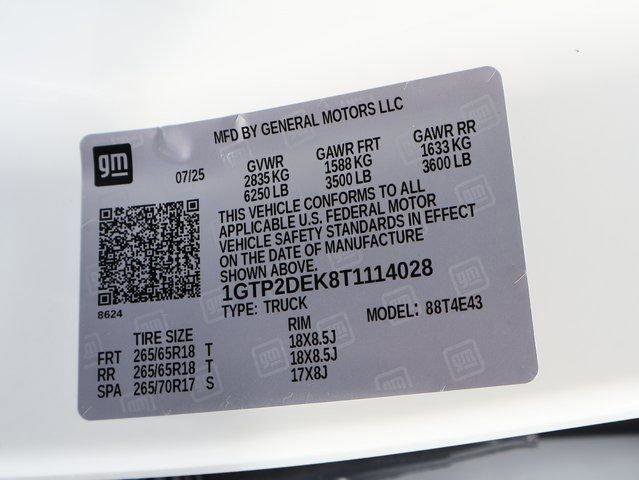 MFD BY GENERAL MOTORS LLC
gm
07/25
GVWR GAWR FRT GAWR RR
2835 KG 1588 KG 1633 KG
6250 LB 3500 LB 3600 LB
THIS VEHICLE CONFORMS TO ALL
APPLICABLE U.S. FEDERAL MOTOR
VEHICLE SAFETY STANDARDS IN EFFECT
ON THE DATE OF MANUFACTURE
SHOWN ABOVE.
1GTP2DEK8T1114028
8624
TYPE: TRUCK MODEL: 88T4E43
TIRE SIZE RIM
FRT 265/65R18 T 18X8.5J
RR 265/65R18 T 18X8.5J
SPA 265/70R17 S 17X8J